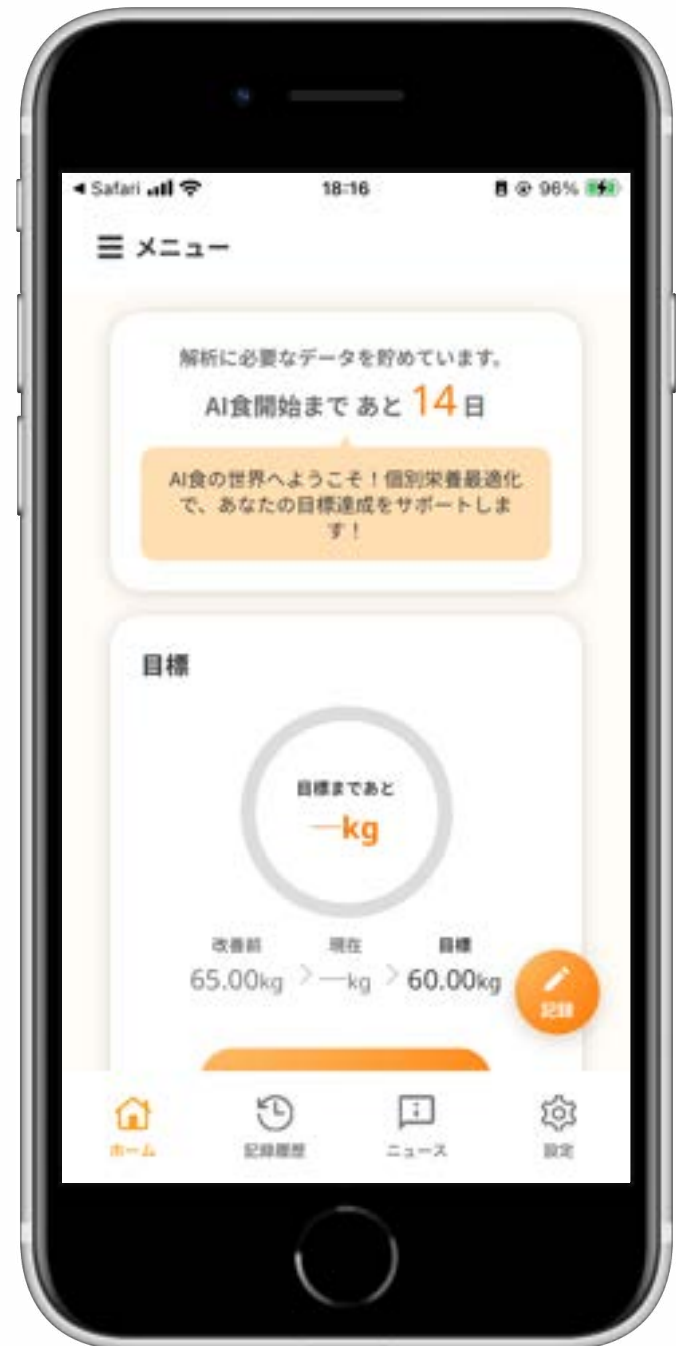 ◀ Safari
18:16
96%
☰ メニュー
解析に必要なデータを貯めています。
AI食開始まで あと 14 日
AI食の世界へようこそ！個別栄養最適化
で、あなたの目標達成をサポートしま
す！
目標
目標まであと
—kg
改善前 現在 目標
65.00kg > —kg > 60.00kg
記録
ホーム 記録履歴 ニュース 設定